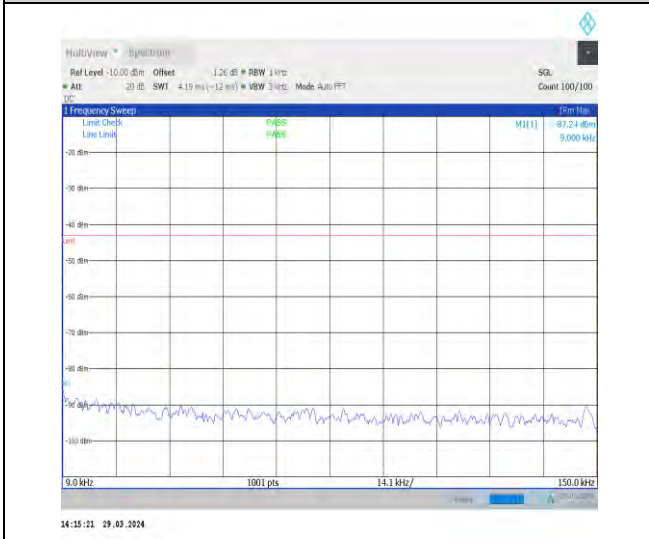 MultiView Spectrum
Ref Level -10.00 dBm Offset 1.26 dB RBW 1 kHz SGL
Att 20 dB SWT 4.19 ms (~12 ms) VBW 3 kHz Mode Auto FFT Count 100/100
DC
1 Frequency Sweep 1Rm Max
Limit Check PASS M1[1] -87.24 dBm
Line Limit PASS 9.000 kHz
-20 dBm
-30 dBm
-40 dBm
-50 dBm
-60 dBm
-70 dBm
-80 dBm
M1
-90 dBm
-100 dBm
9.0 kHz 1001 pts 14.1 kHz/ 150.0 kHz
14:15:21 29.03.2024